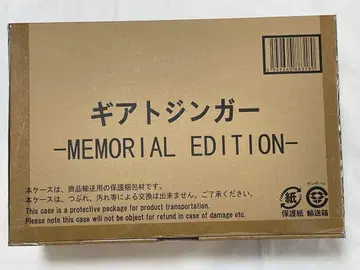 ギアトジンガー
-MEMORIAL EDITION-
本ケースは、商品輸送用の保護梱包材です。
本ケースは、つぶれ、汚れ等による交換は出来ません。ご了承ください。
This case is a protective package for product transportation.
Please note this case will not be object for refund in case of damage etc.
紙
保護紙 輸送箱